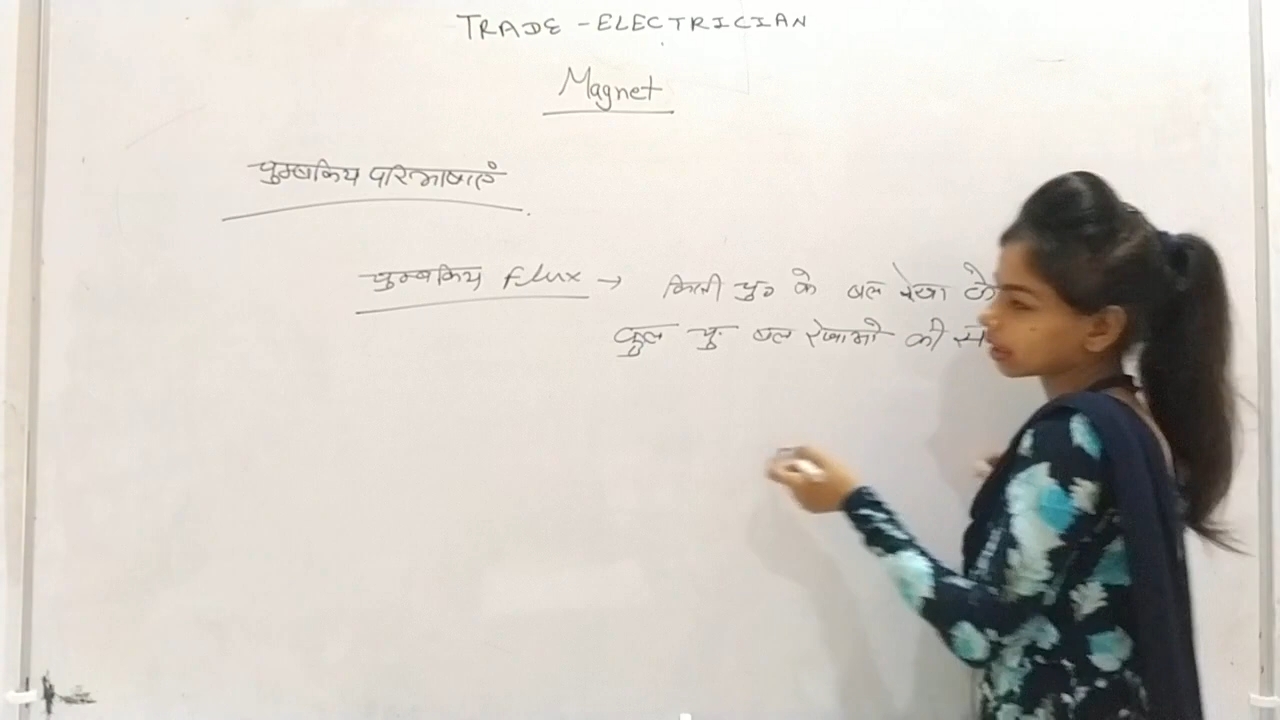 TRADE - ELECTRICIAN
Magnet
चुम्बकिय परिभाषाएं
चुम्बकिय flux → किसी चु० के बल रेखा के
कुल चु० बल रेखाओ की